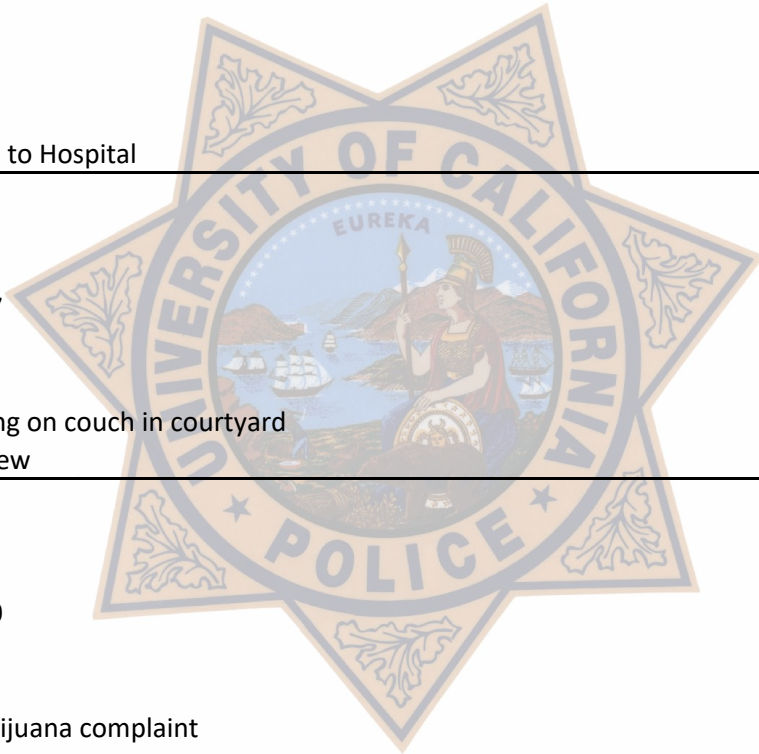 to Hospital
UNIVERSITY OF CALIFORNIA
EUREKA
ng on couch in courtyard
ew
POLICE
)
ijuana complaint